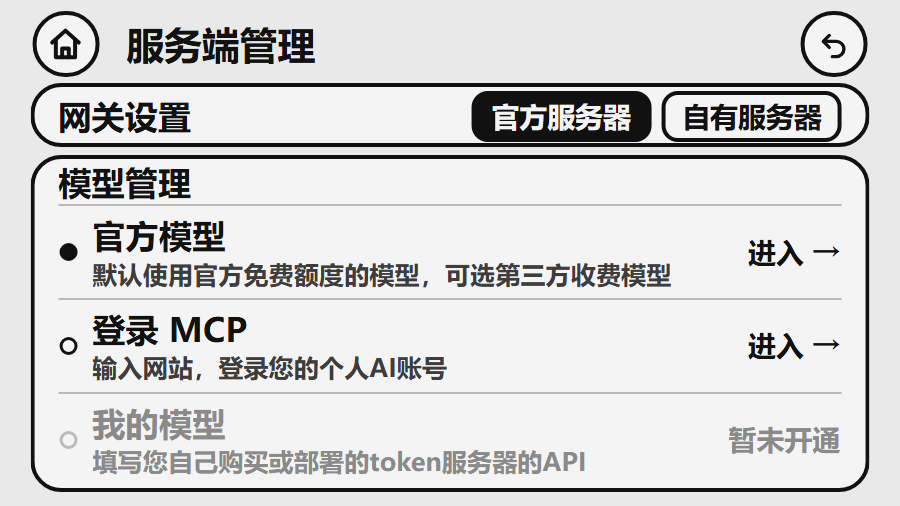 服务端管理
网关设置
官方服务器
自有服务器
模型管理
官方模型
默认使用官方免费额度的模型，可选第三方收费模型
进入 →
登录 MCP
输入网站，登录您的个人AI账号
进入 →
我的模型
填写您自己购买或部署的token服务器的API
暂未开通